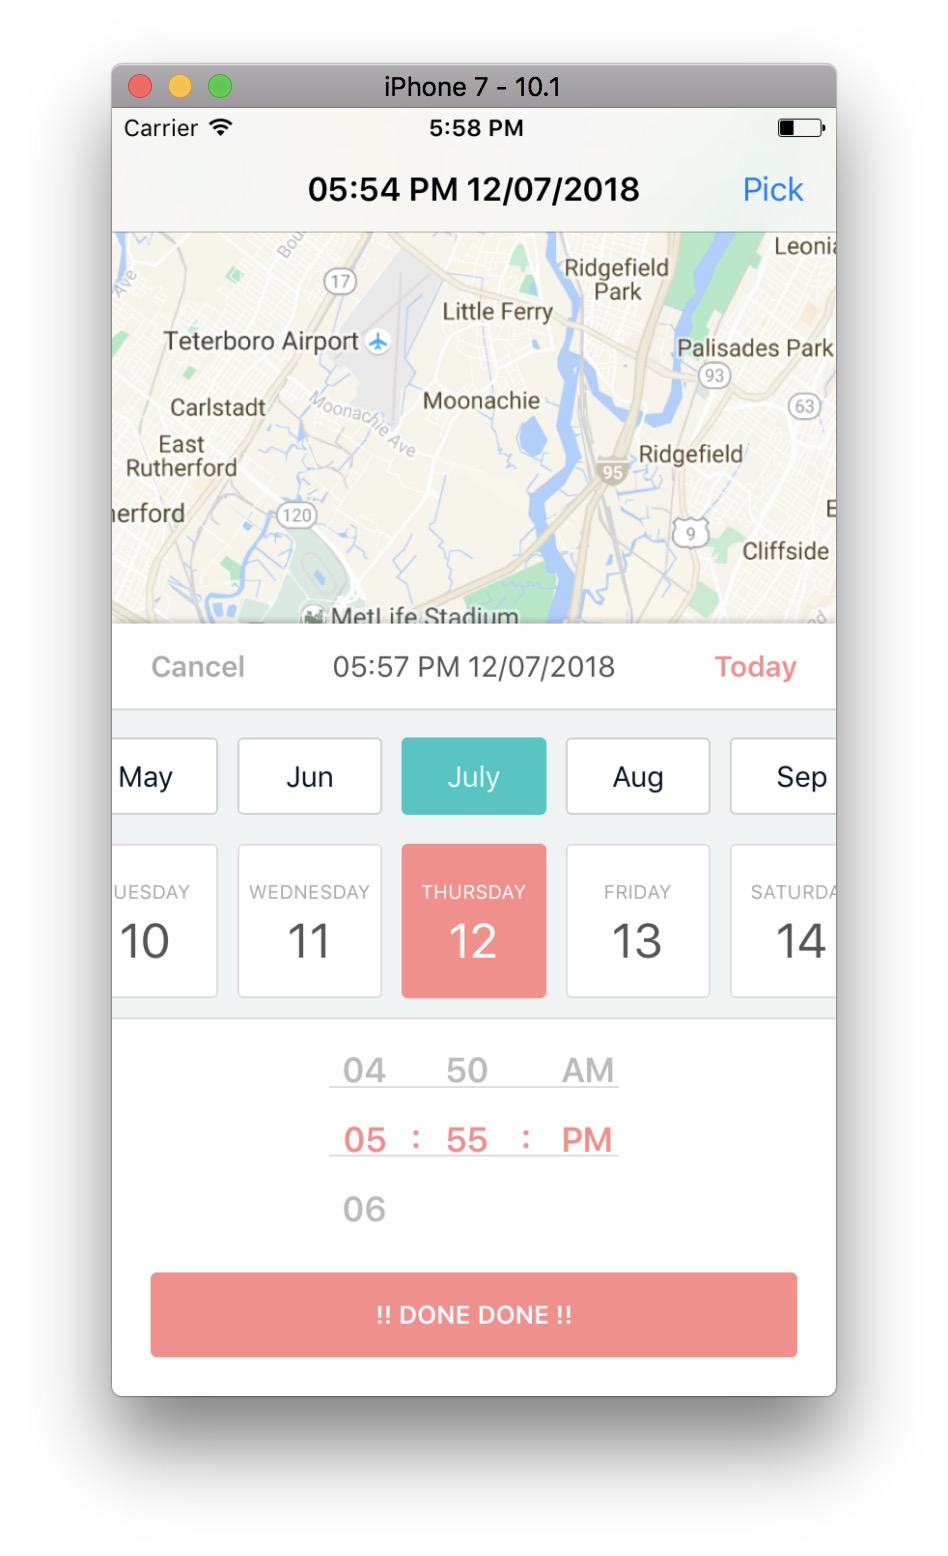 iPhone 7 - 10.1
Carrier 5:58 PM
05:54 PM 12/07/2018 Pick
Leonia
17
Ridgefield
Park
Little Ferry
Teterboro Airport
Palisades Park
93
Carlstadt
Moonachie
Moonachie Ave
63
East
Rutherford
Ridgefield
95
herford
120
9
E
Cliffside
MetLife Stadium
Ave
Bou
Cancel 05:57 PM 12/07/2018 Today
May Jun July Aug Sep
UESDAY WEDNESDAY THURSDAY FRIDAY SATURDA
10 11 12 13 14
04 50 AM
05 : 55 : PM
06
!! DONE DONE !!